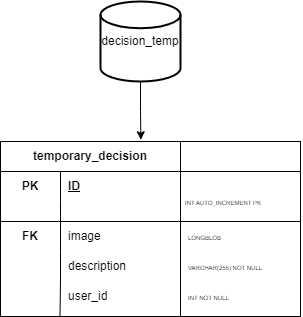 decision_temp
temporary_decision
PK ID INT AUTO_INCREMENT PK
FK image LONGBLOB
description VARCHAR(255) NOT NULL
user_id INT NOT NULL